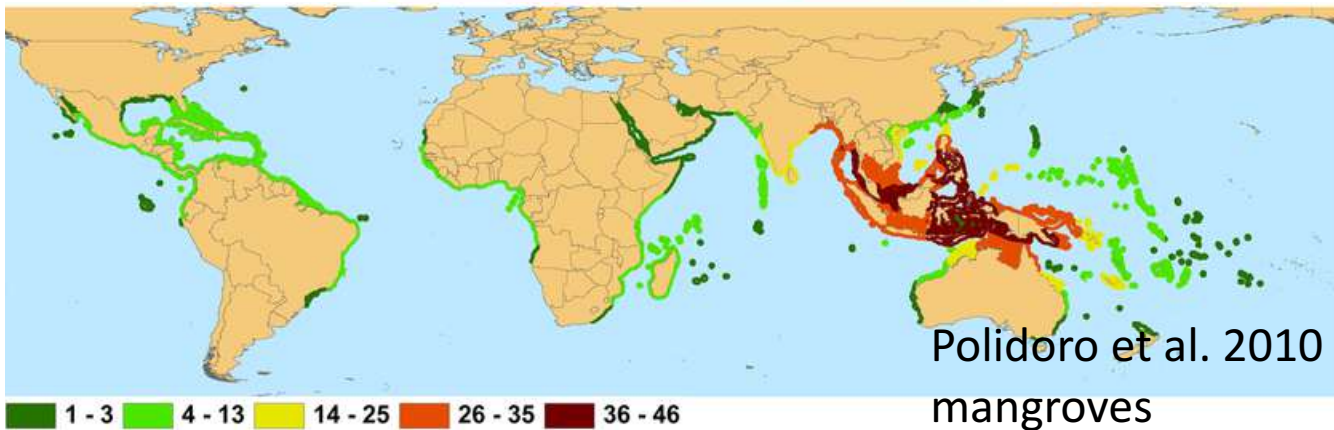 Polidoro et al. 2010
mangroves
1 - 3 4 - 13 14 - 25 26 - 35 36 - 46